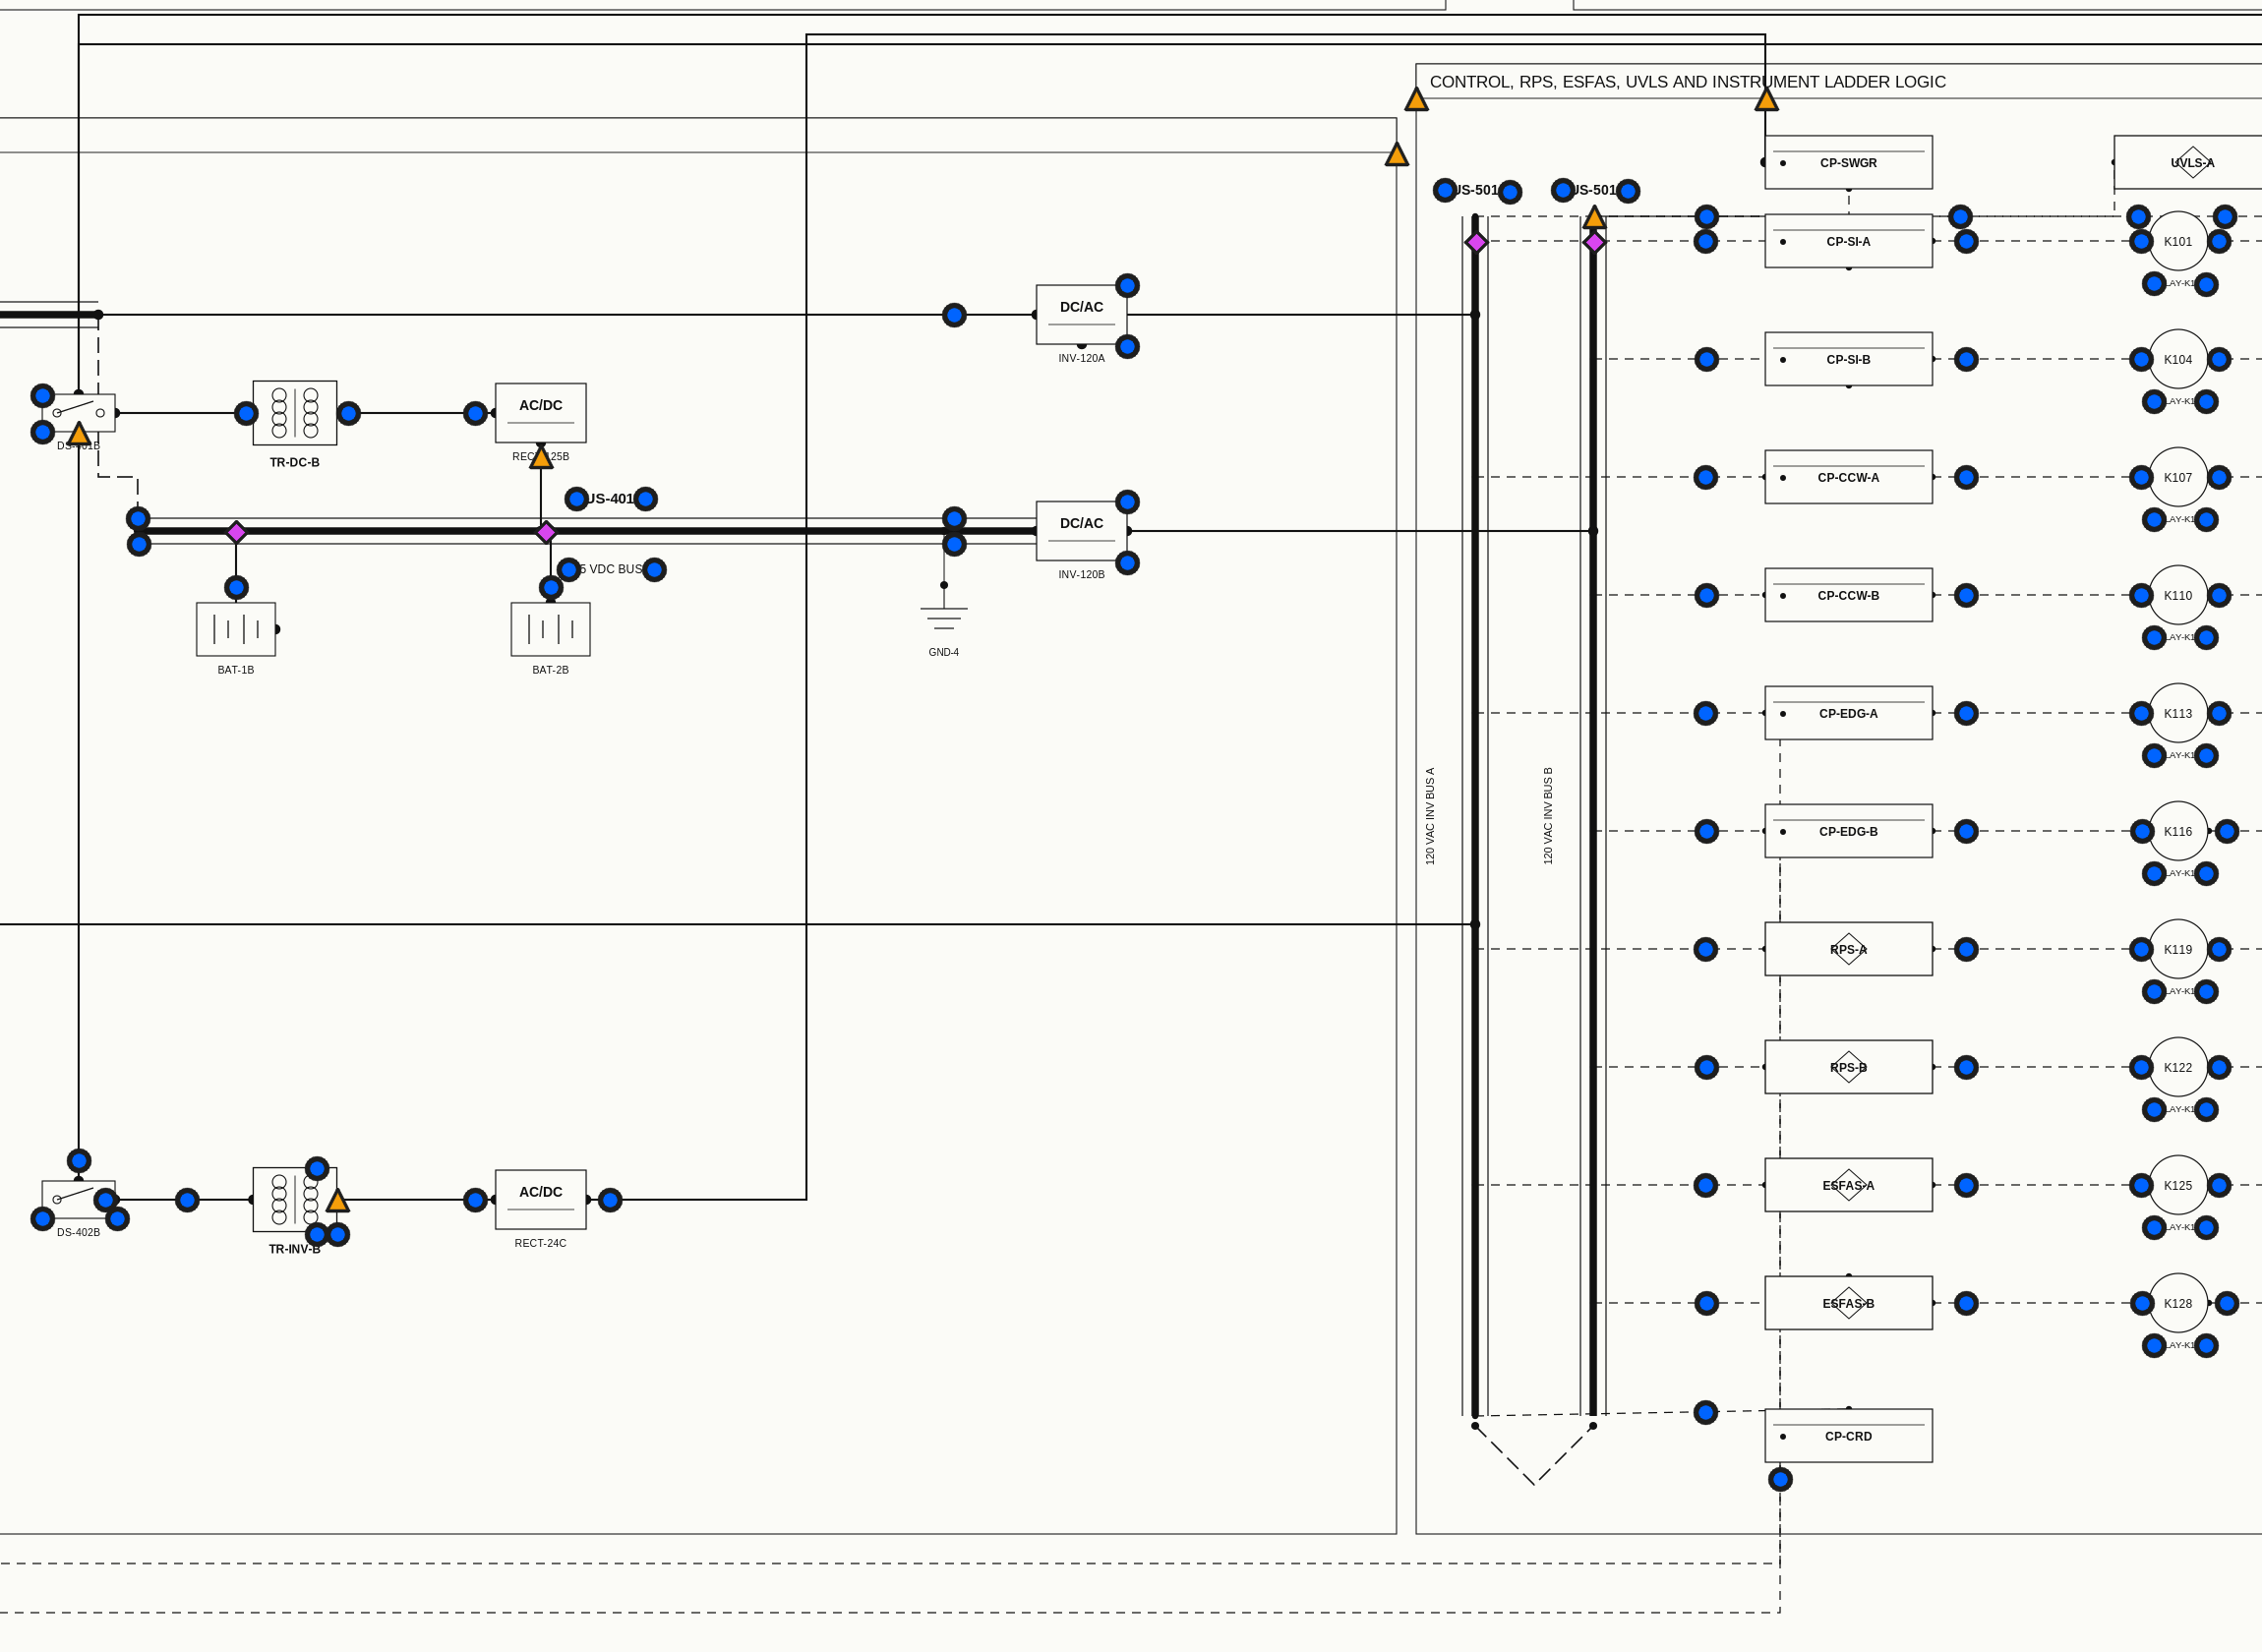 CONTROL, RPS, ESFAS, UVLS AND INSTRUMENT LADDER LOGIC
CP-SWGR
UVLS-A
CP-SI-A
K101
DC/AC
INV-120A
CP-SI-B
K104
AC/DC
TR-DC-B
CP-CCW-A
K107
DC/AC
INV-120B
VDC BUS
CP-CCW-B
K110
BAT-1B
BAT-2B
GND-4
CP-EDG-A
K113
120 VAC INV BUS A
120 VAC INV BUS B
CP-EDG-B
K116
RPS-A
K119
RPS-B
K122
ESFAS-A
K125
AC/DC
DS-402B
TR-INV-B
RECT-24C
ESFAS-B
K128
CP-CRD